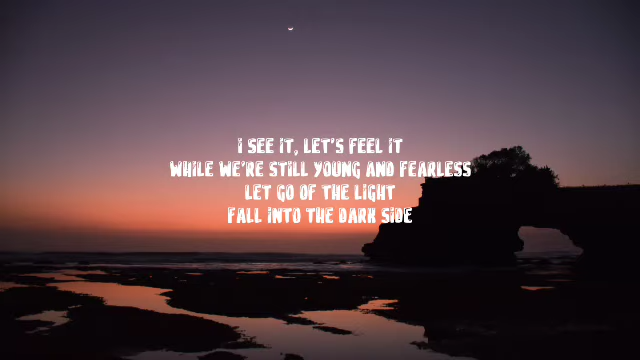 I SEE IT, LET'S FEEL IT
WHILE WE'RE STILL YOUNG AND FEARLESS
LET GO OF THE LIGHT
FALL INTO THE DARK SIDE